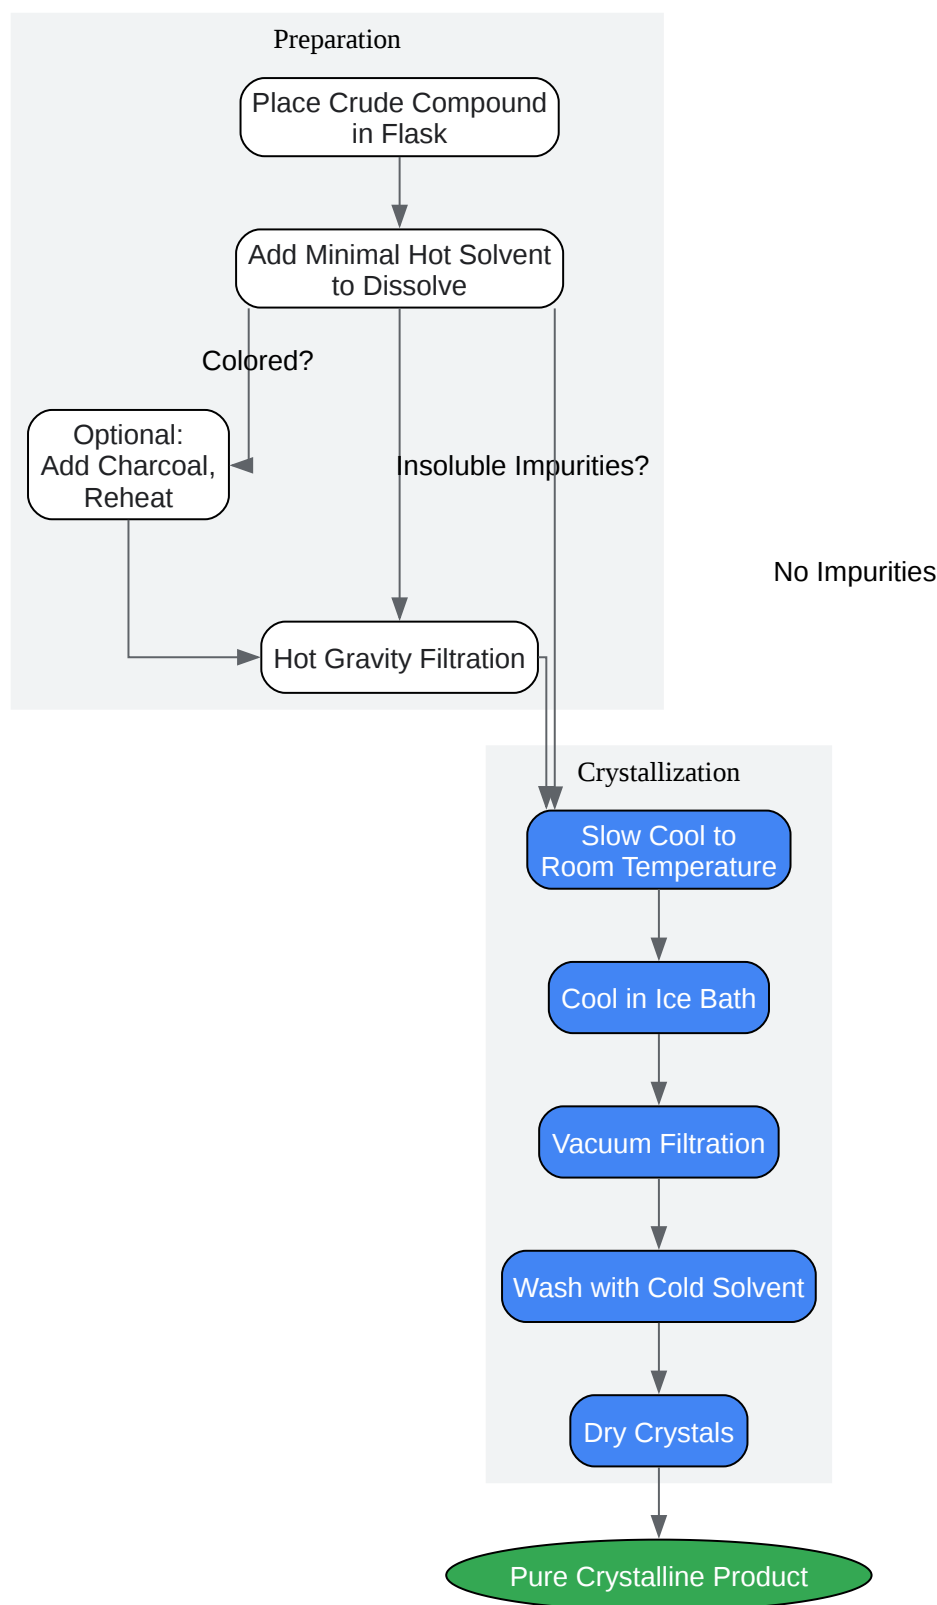 Preparation
Place Crude Compound
in Flask
Add Minimal Hot Solvent
to Dissolve
Colored?
Optional:
Add Charcoal,
Reheat
Insoluble Impurities?
No Impurities
Hot Gravity Filtration
Crystallization
Slow Cool to
Room Temperature
Cool in Ice Bath
Vacuum Filtration
Wash with Cold Solvent
Dry Crystals
Pure Crystalline Product